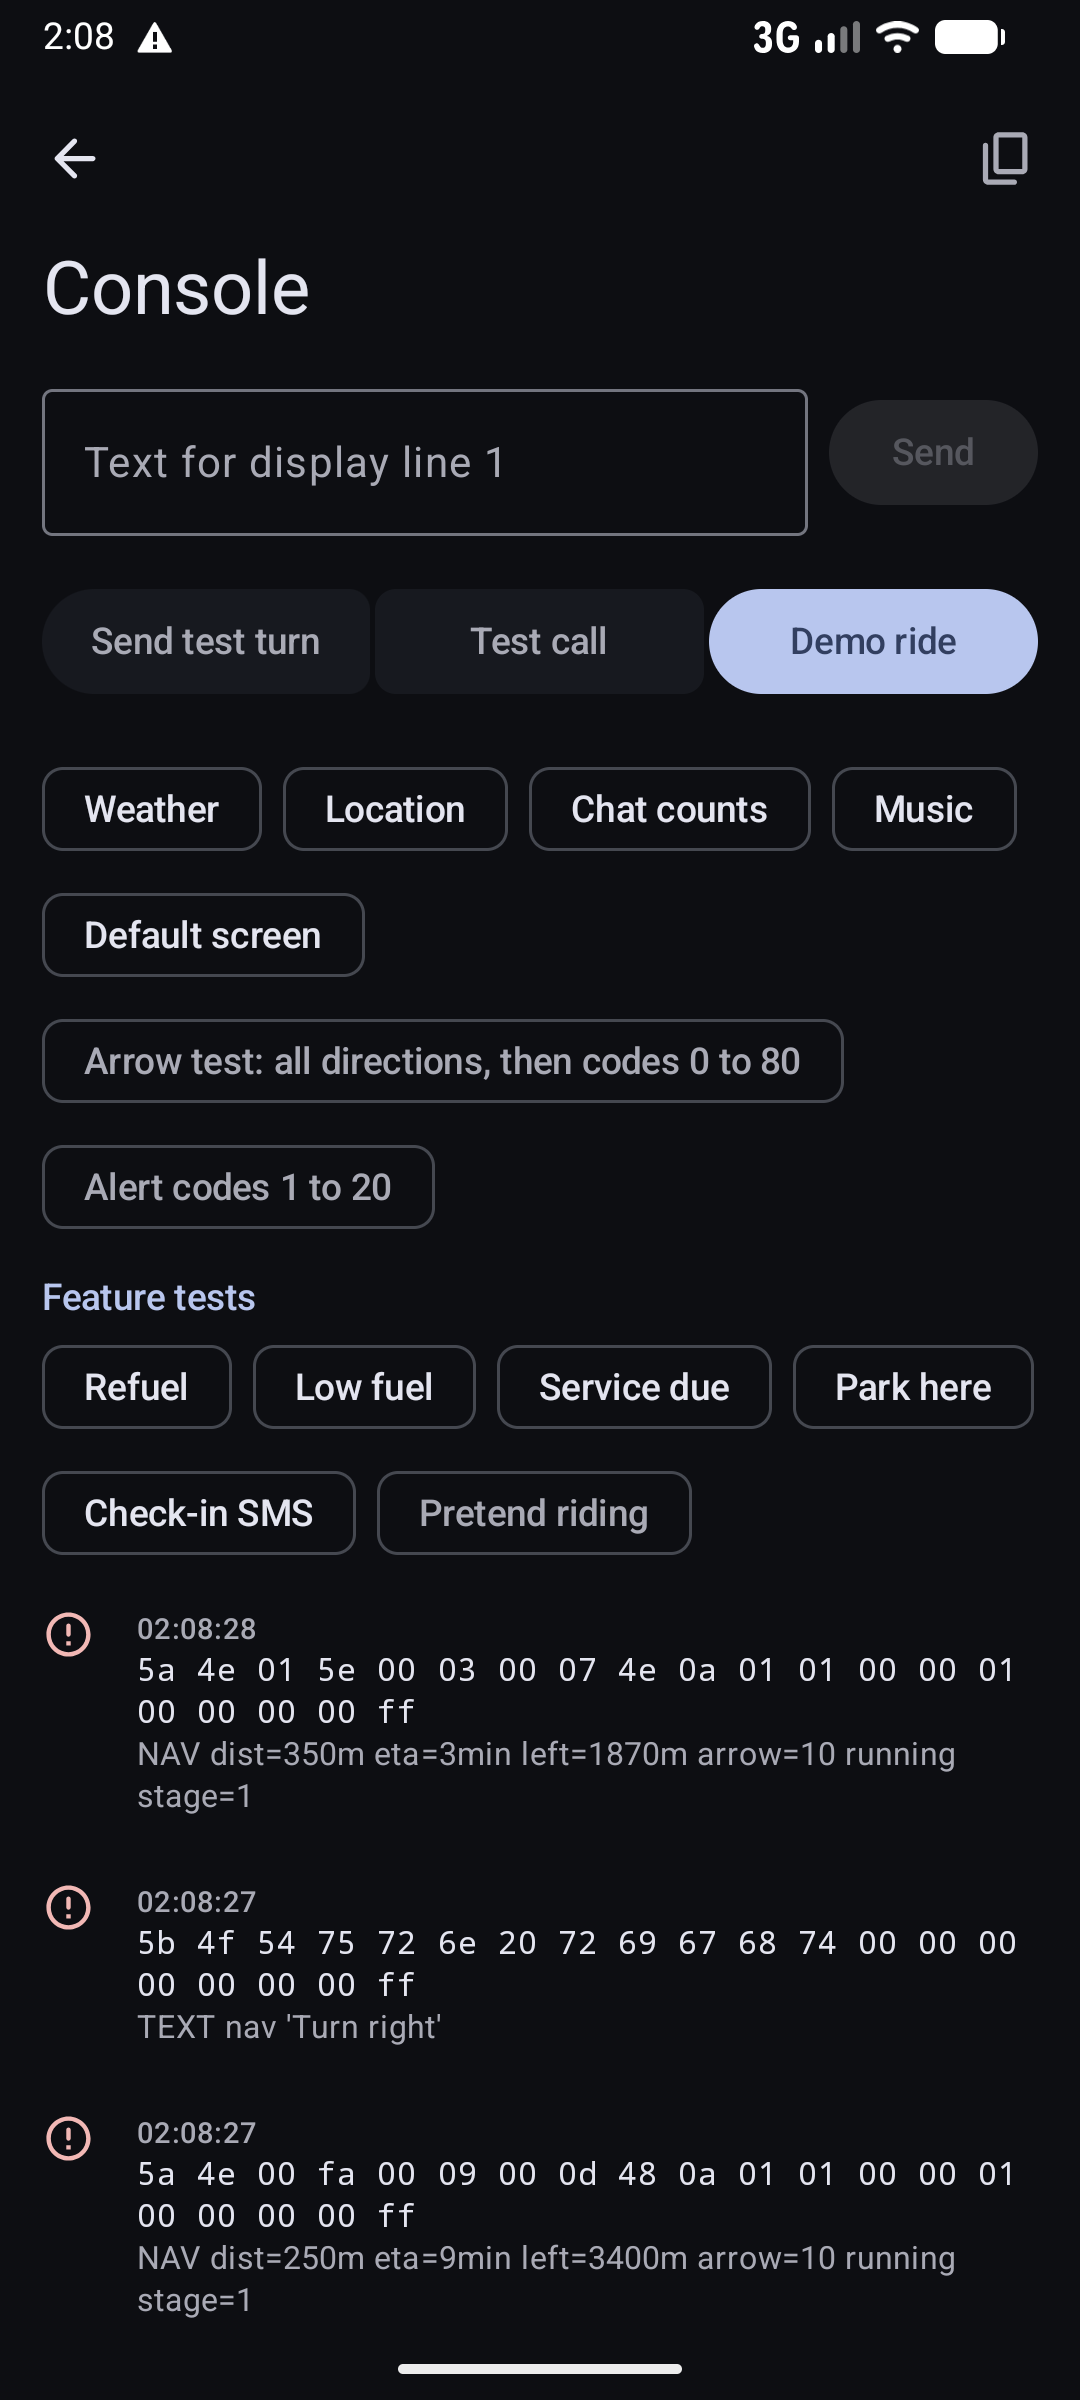 2:08
3G
Console
Text for display line 1
Send
Send test turn
Test call
Demo ride
Weather
Location
Chat counts
Music
Default screen
Arrow test: all directions, then codes 0 to 80
Alert codes 1 to 20
Feature tests
Refuel
Low fuel
Service due
Park here
Check-in SMS
Pretend riding
02:08:28
5a 4e 01 5e 00 03 00 07 4e 0a 01 01 00 00 01
00 00 00 00 ff
NAV dist=350m eta=3min left=1870m arrow=10 running
stage=1
02:08:27
5b 4f 54 75 72 6e 20 72 69 67 68 74 00 00 00
00 00 00 00 ff
TEXT nav 'Turn right'
02:08:27
5a 4e 00 fa 00 09 00 0d 48 0a 01 01 00 00 01
00 00 00 00 ff
NAV dist=250m eta=9min left=3400m arrow=10 running
stage=1